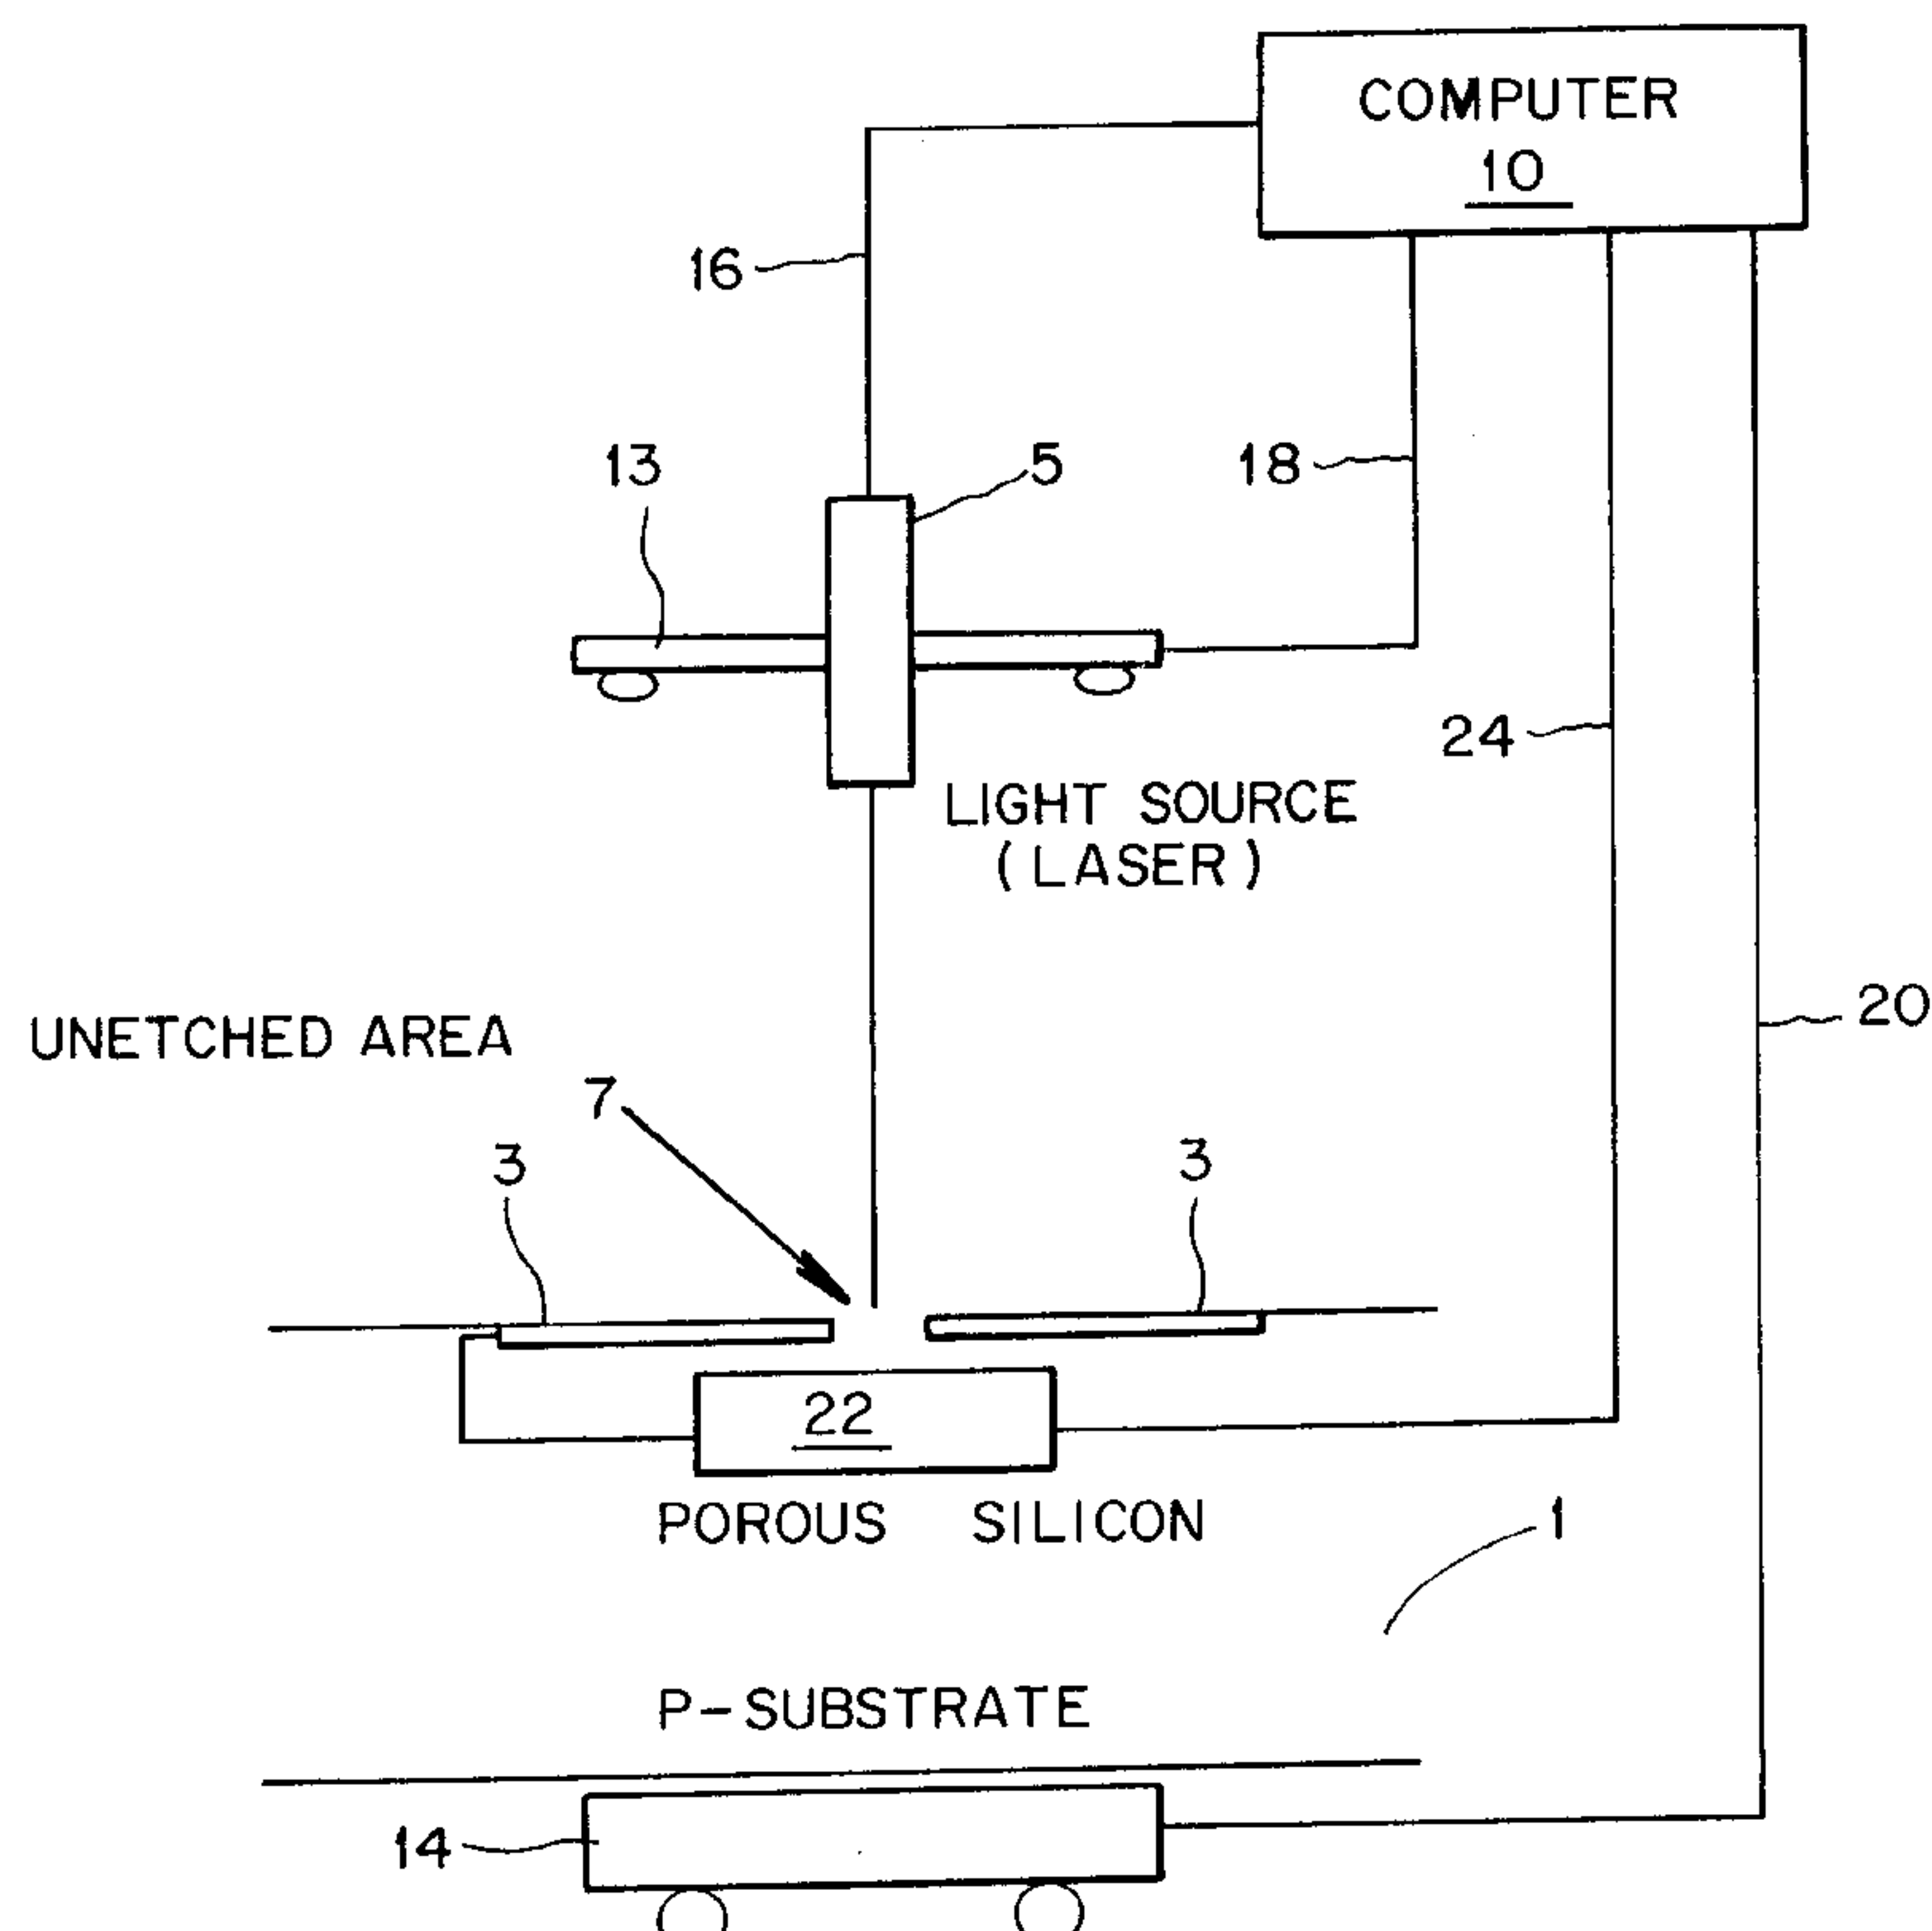 COMPUTER
10
16
13
5
18
24
LIGHT SOURCE
(LASER)
20
UNETCHED AREA
7
3
3
22
POROUS SILICON
1
P-SUBSTRATE
14